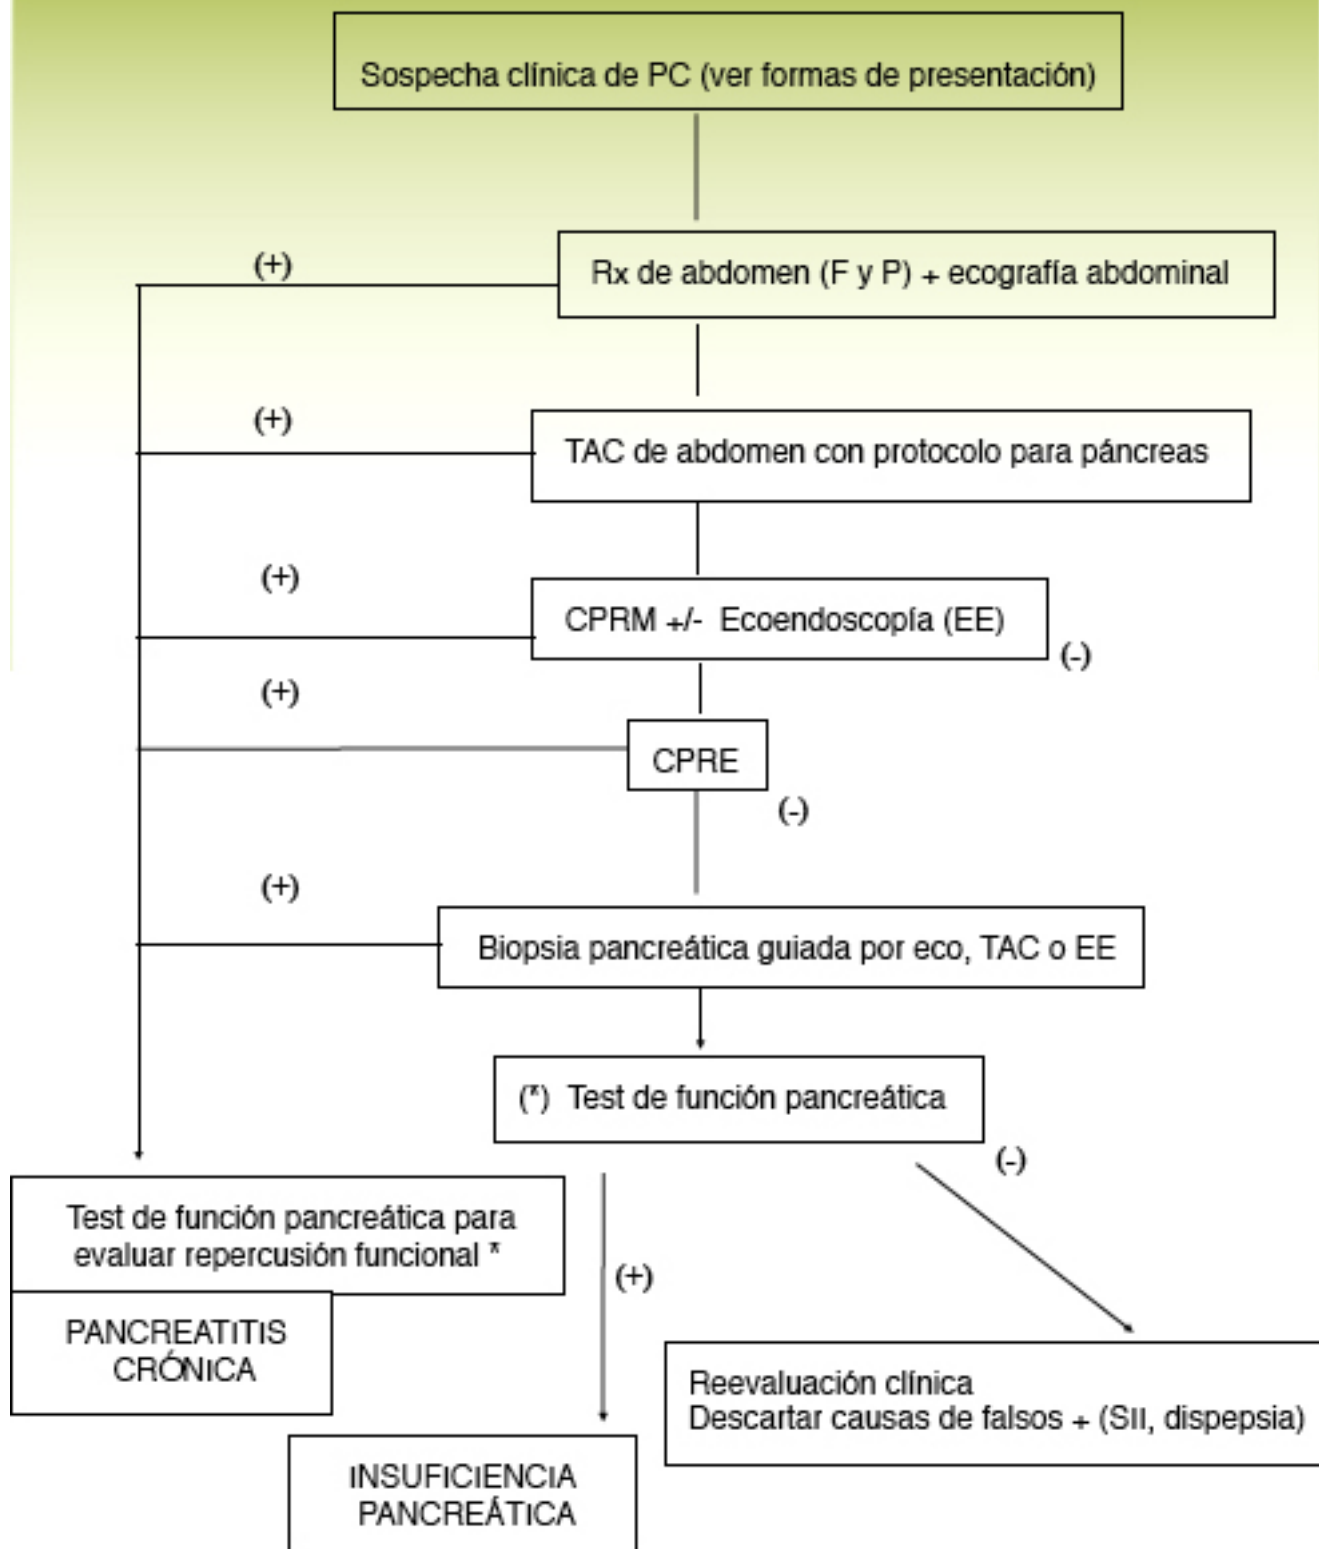 Sospecha clínica de PC (ver formas de presentación)
(+)
Rx de abdomen (F y P) + ecografía abdominal
(+)
TAC de abdomen con protocolo para páncreas
(+)
CPRM +/- Ecoendoscopía (EE)
(-)
(+)
CPRE
(-)
(+)
Biopsia pancreática guiada por eco, TAC o EE
(*) Test de función pancreática
(-)
Test de función pancreática para
evaluar repercusión funcional *
(+)
PANCREATITIS
CRÓNICA
Reevaluación clínica
Descartar causas de falsos + (SII, dispepsia)
INSUFICIENCIA
PANCREÁTICA